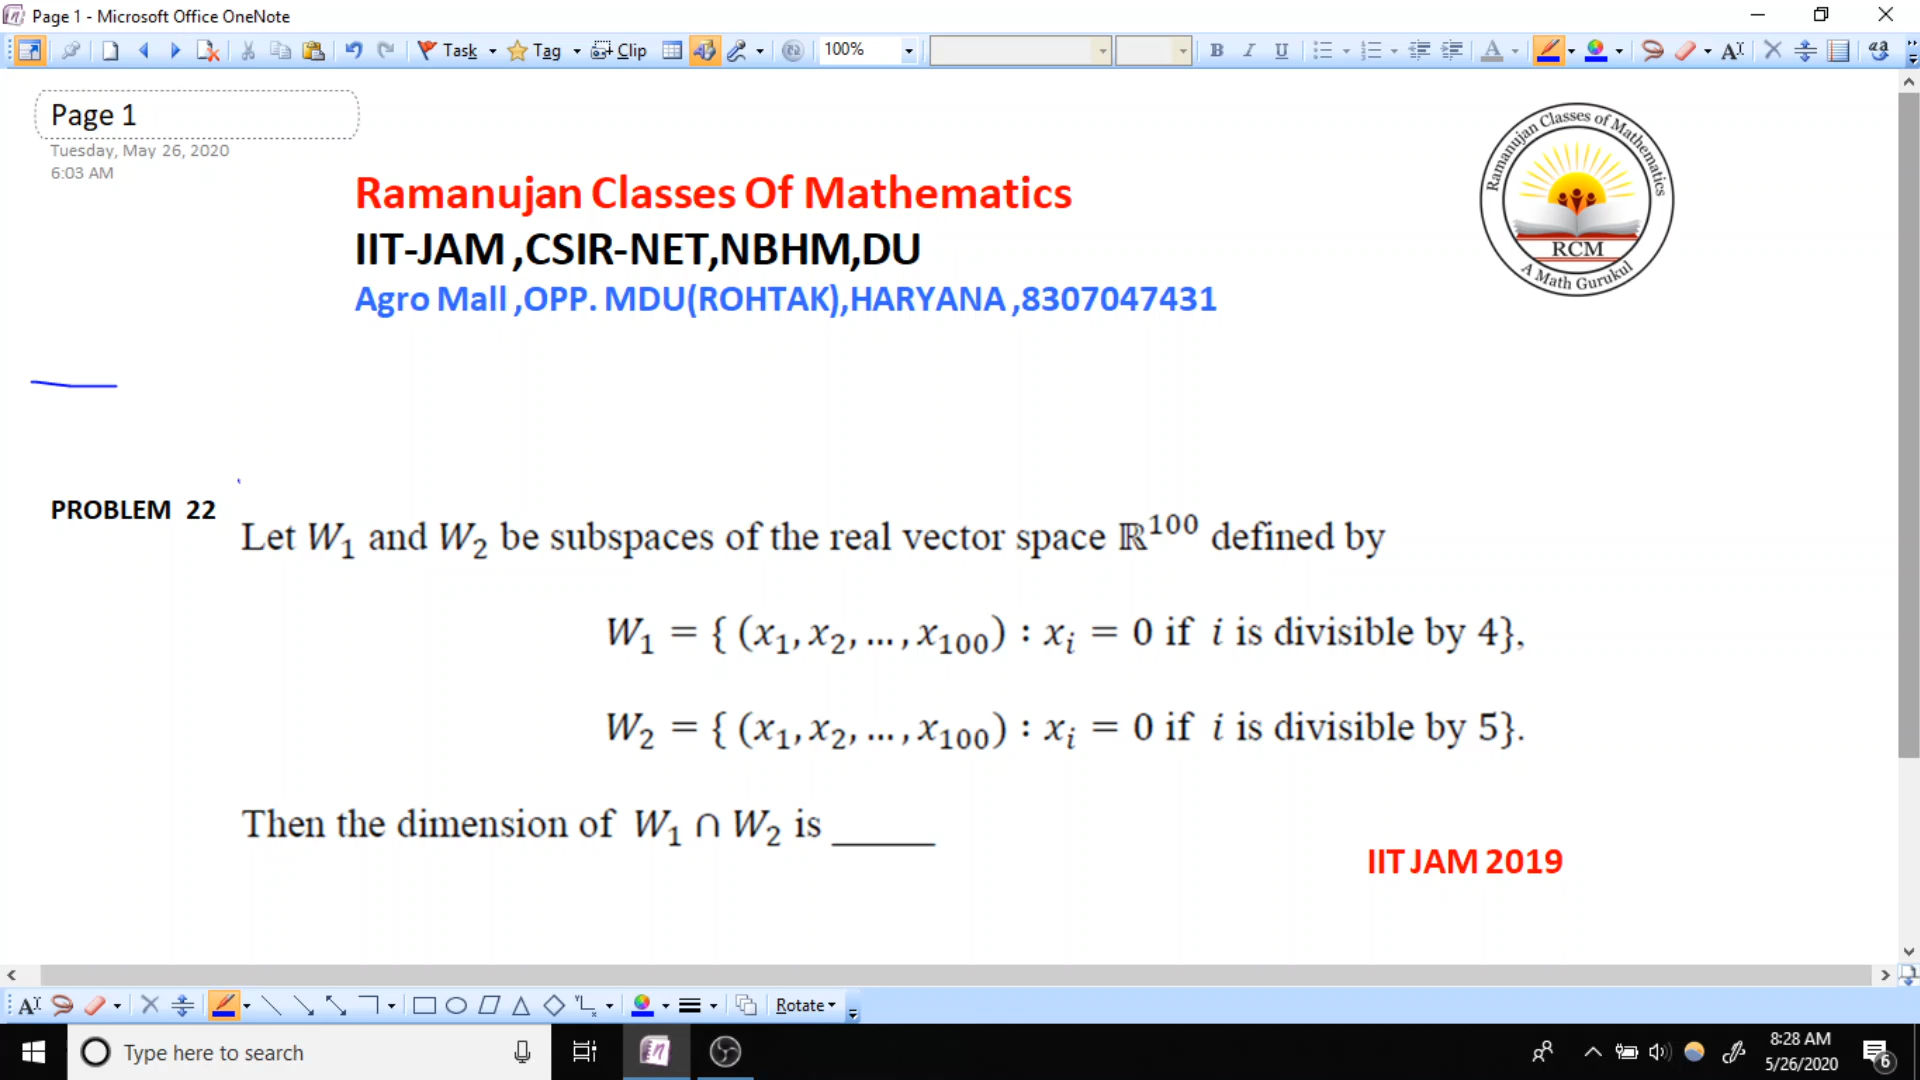 Page 1 - Microsoft Office OneNote
Task Tag Clip 100% B I U
Page 1
Tuesday, May 26, 2020
6:03 AM
Ramanujan Classes Of Mathematics
IIT-JAM ,CSIR-NET,NBHM,DU
Agro Mall ,OPP. MDU(ROHTAK),HARYANA ,8307047431
Ramanujan Classes of Mathematics
RCM
A Math Gurukul
PROBLEM 22
Let W₁ and W₂ be subspaces of the real vector space ℝ¹⁰⁰ defined by
W₁ = { (x₁, x₂, … , x₁₀₀) : xᵢ = 0 if i is divisible by 4},
W₂ = { (x₁, x₂, … , x₁₀₀) : xᵢ = 0 if i is divisible by 5}.
Then the dimension of W₁ ∩ W₂ is _____
IIT JAM 2019
Rotate
Type here to search
8:28 AM
5/26/2020
6